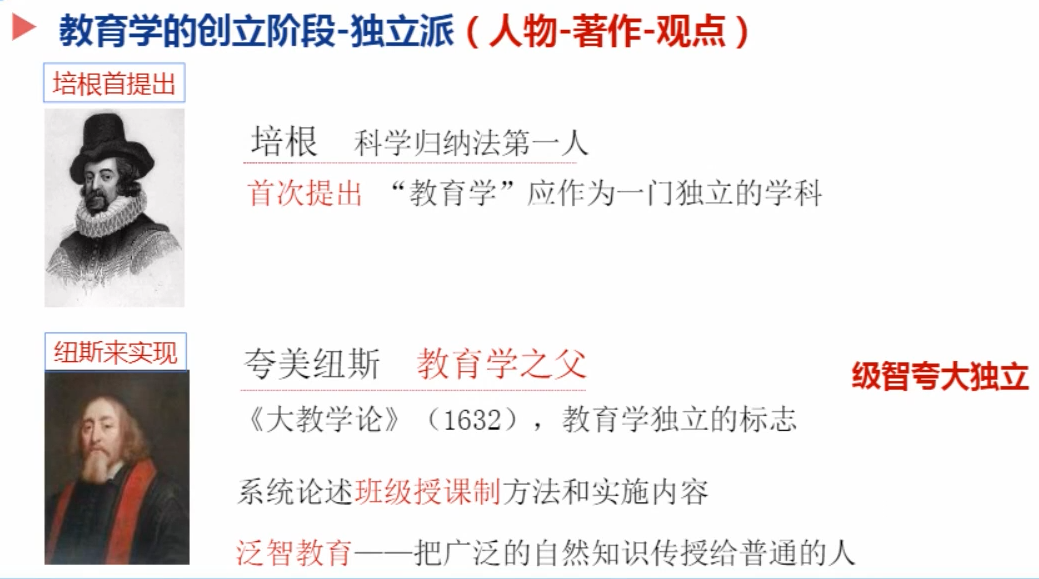 教育学的创立阶段-独立派（人物-著作-观点）
培根首提出
培根 科学归纳法第一人
首次提出 “教育学”应作为一门独立的学科
纽斯来实现
夸美纽斯 教育学之父
级智夸大独立
《大教学论》（1632），教育学独立的标志
系统论述班级授课制方法和实施内容
泛智教育——把广泛的自然知识传授给普通的人